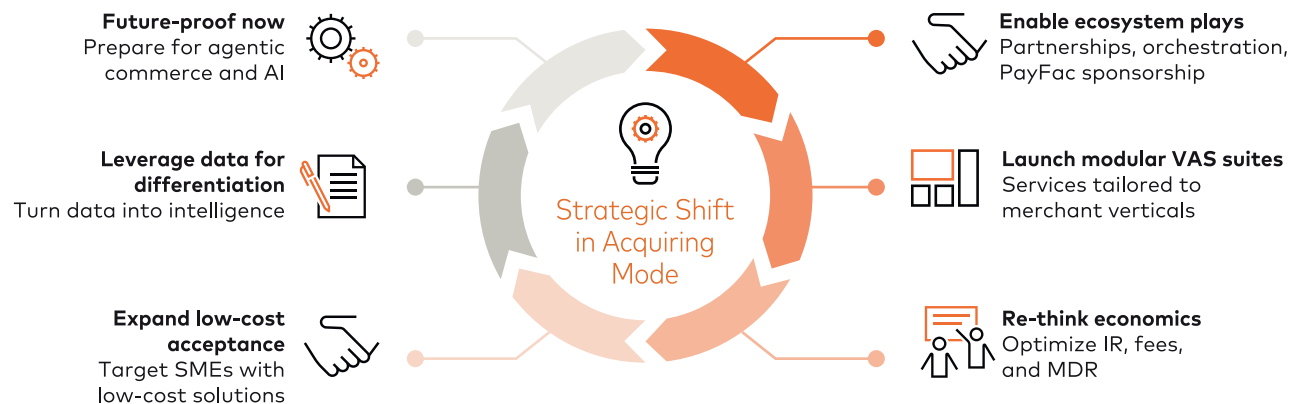 Future-proof now
Prepare for agentic
commerce and AI
Leverage data for
differentiation
Turn data into intelligence
Expand low-cost
acceptance
Target SMEs with
low-cost solutions
Strategic Shift
in Acquiring
Mode
Enable ecosystem plays
Partnerships, orchestration,
PayFac sponsorship
Launch modular VAS suites
Services tailored to
merchant verticals
Re-think economics
Optimize IR, fees,
and MDR